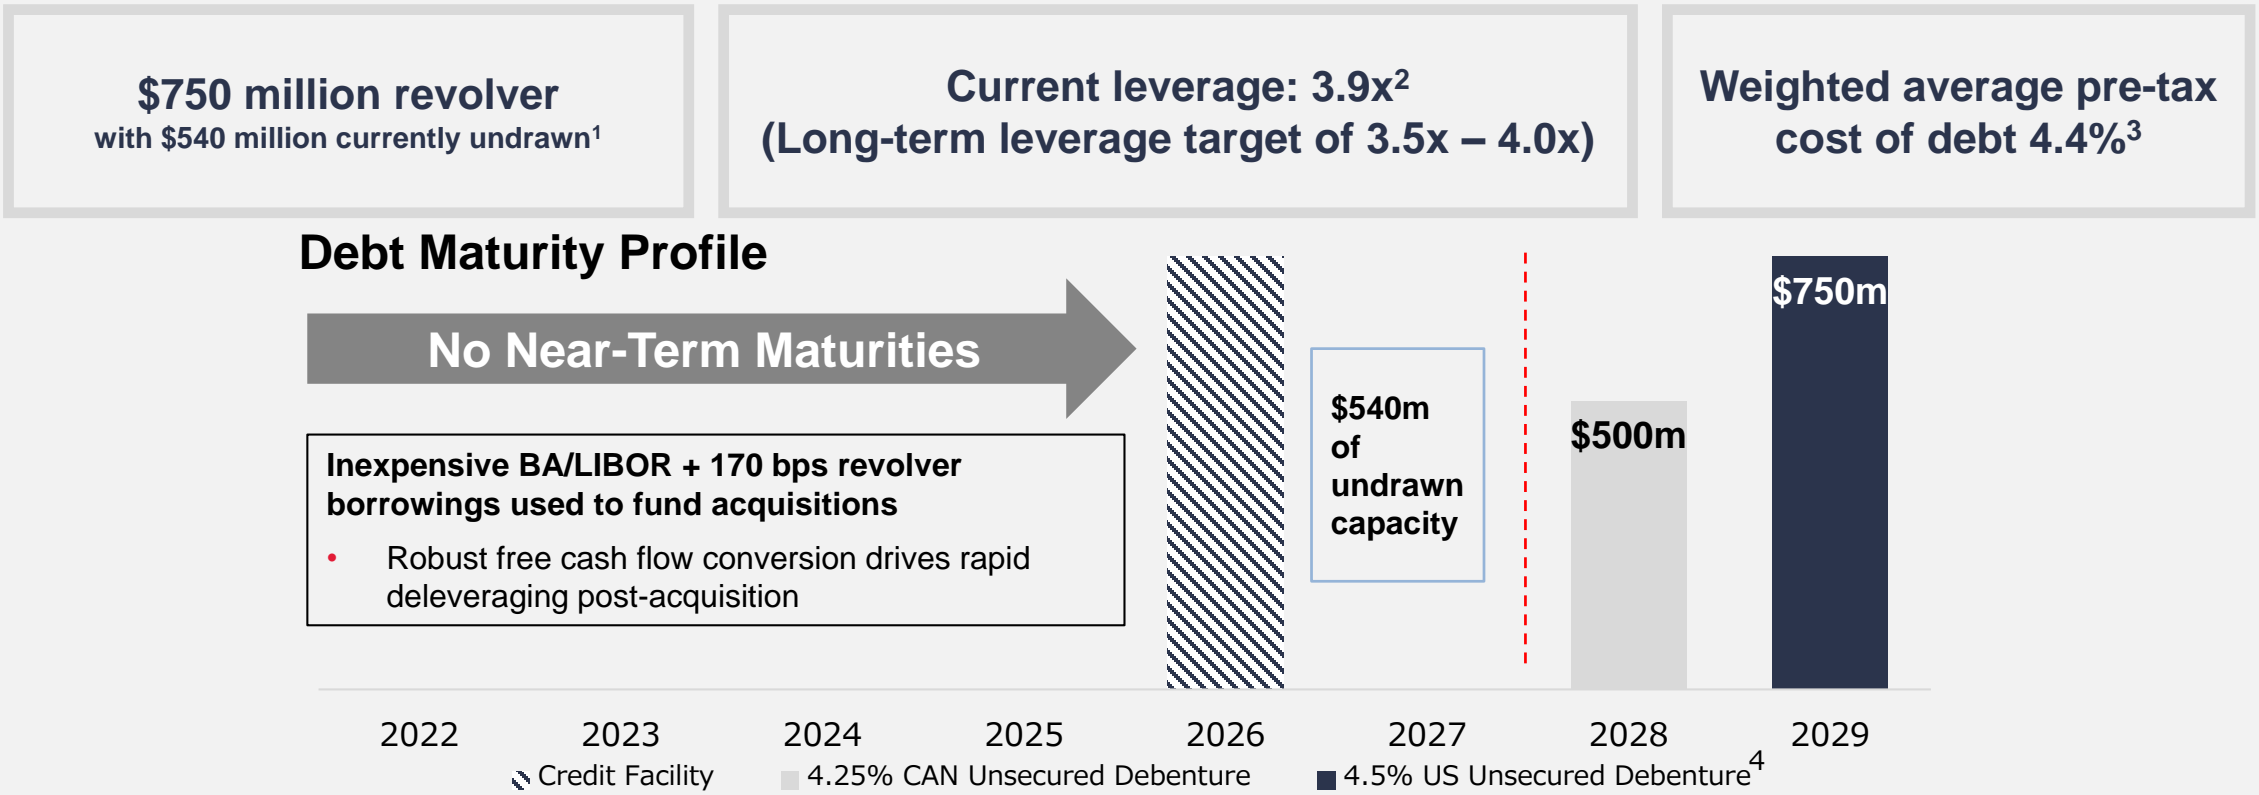 $750 million revolver
with $540 million currently undrawn¹
Current leverage: 3.9x²
(Long-term leverage target of 3.5x – 4.0x)
Weighted average pre-tax
cost of debt 4.4%³
Debt Maturity Profile
No Near-Term Maturities
Inexpensive BA/LIBOR + 170 bps revolver
borrowings used to fund acquisitions
• Robust free cash flow conversion drives rapid
deleveraging post-acquisition
$540m
of
undrawn
capacity
$500m
$750m
2022 2023 2024 2025 2026 2027 2028 2029
Credit Facility 4.25% CAN Unsecured Debenture 4.5% US Unsecured Debenture⁴